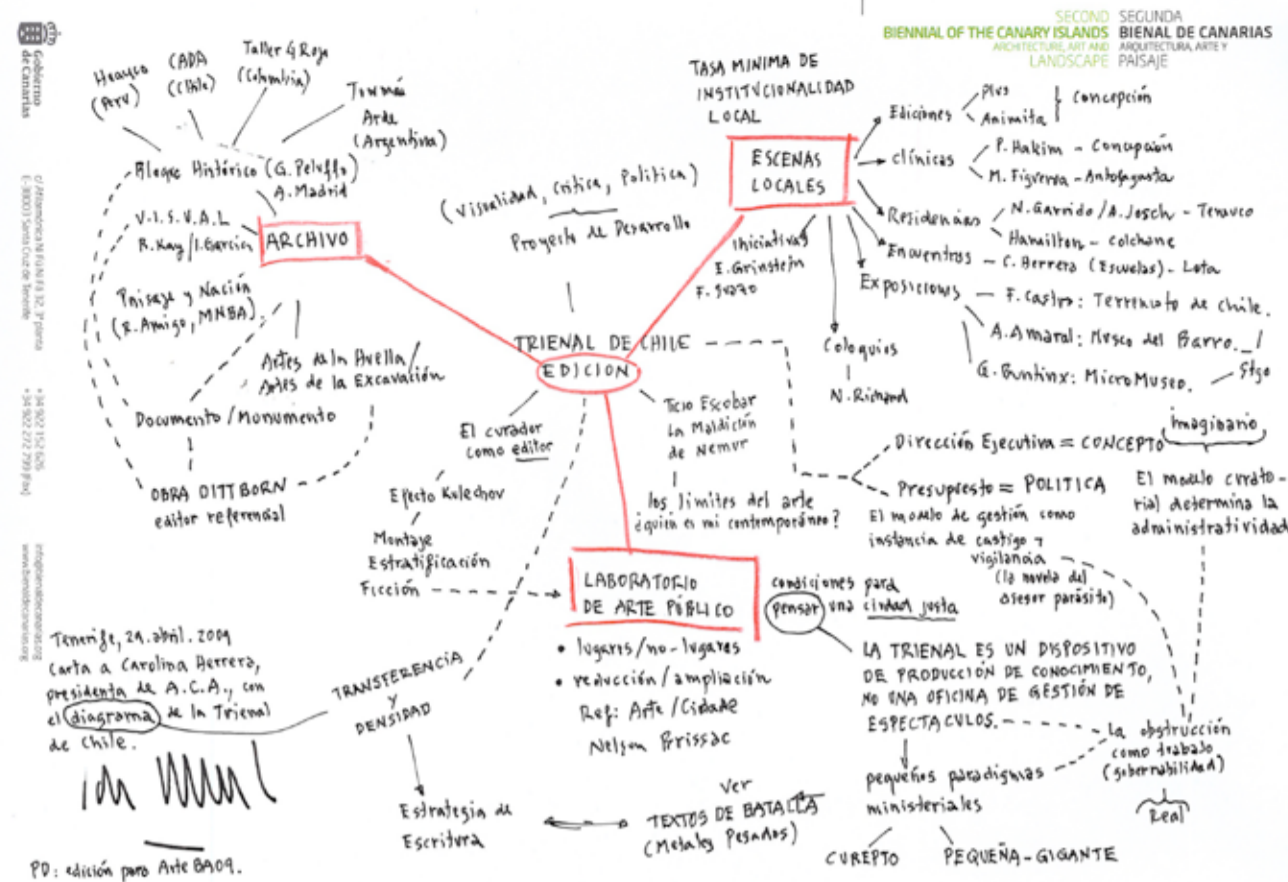 SECOND SEGUNDA
BIENNIAL OF THE CANARY ISLANDS BIENAL DE CANARIAS
ARCHITECTURE, ART AND ARQUITECTURA, ARTE Y
LANDSCAPE PAISAJE
Gobierno
de Canarias
Huayco
(Perú)
CADA
(Chile)
Taller 4 Rojo
(Colombia)
Tucumán
Arde
(Argentina)
Bloque Histórico (G. Peluffo)
A. Madrid
V.I.S.U.A.L
R. Kay / I. García
ARCHIVO
Paisaje y Nación
(R. Amigo, MNBA)
Artes de la Huella /
Artes de la Excavación
Documento / Monumento
OBRA DITTBORN
editor referencial
(Visualidad, crítica, Política)
Proyecto de Desarrollo
TRIENAL DE CHILE
EDICION
TASA MINIMA DE
INSTITUCIONALIDAD
LOCAL
ESCENAS
LOCALES
Ediciones
Plus
Animita
Concepción
clínicas
P. Hakim - Concepción
M. Figueroa - Antofagasta
Residencias
N. Garrido / A. Josch - Temuco
Hamilton - Colchane
Encuentros - C. Herrera (Escuelas) - Lota
Exposiciones - F. Castro: Terremoto de Chile.
A. Amaral: Museo del Barro.
G. Buntinx: MicroMuseo.
Stgo
Iniciativas
E. Grinstein
Coloquios
N. Richard
El curador
como editor
Efecto Kulechov
Montaje
Estratificación
Ficción
Ticio Escobar
La Maldición
de Nemur
los límites del arte
¿quién es mi contemporáneo?
Dirección Ejecutiva = CONCEPTO
imaginario
Presupuesto = POLITICA
El modelo de gestión como
instancia de castigo y
vigilancia
(la novela del
asesor parásito)
El modelo curato-
rial determina la
administratividad
LABORATORIO
DE ARTE PÚBLICO
condiciones para
pensar una ciudad justa
• lugares / no-lugares
• reducción / ampliación
Ref: Arte / Cidade
Nelson Brissac
LA TRIENAL ES UN DISPOSITIVO
DE PRODUCCIÓN DE CONOCIMIENTO,
NO UNA OFICINA DE GESTIÓN DE
ESPECTACULOS.
La obstrucción
como trabajo
(gobernabilidad)
Real
pequeños paradigmas
ministeriales
CUREPTO
PEQUEÑA-GIGANTE
TRANSFERENCIA
Y
DENSIDAD
Estrategia de
Escritura
Ver
TEXTOS DE BATALLA
(Metales Pesados)
Tenerife, 29. abril. 2009
Carta a Carolina Herrera,
presidenta de A.C.A., con
el diagrama de la Trienal
de Chile.
PD: edición para Arte BA09.